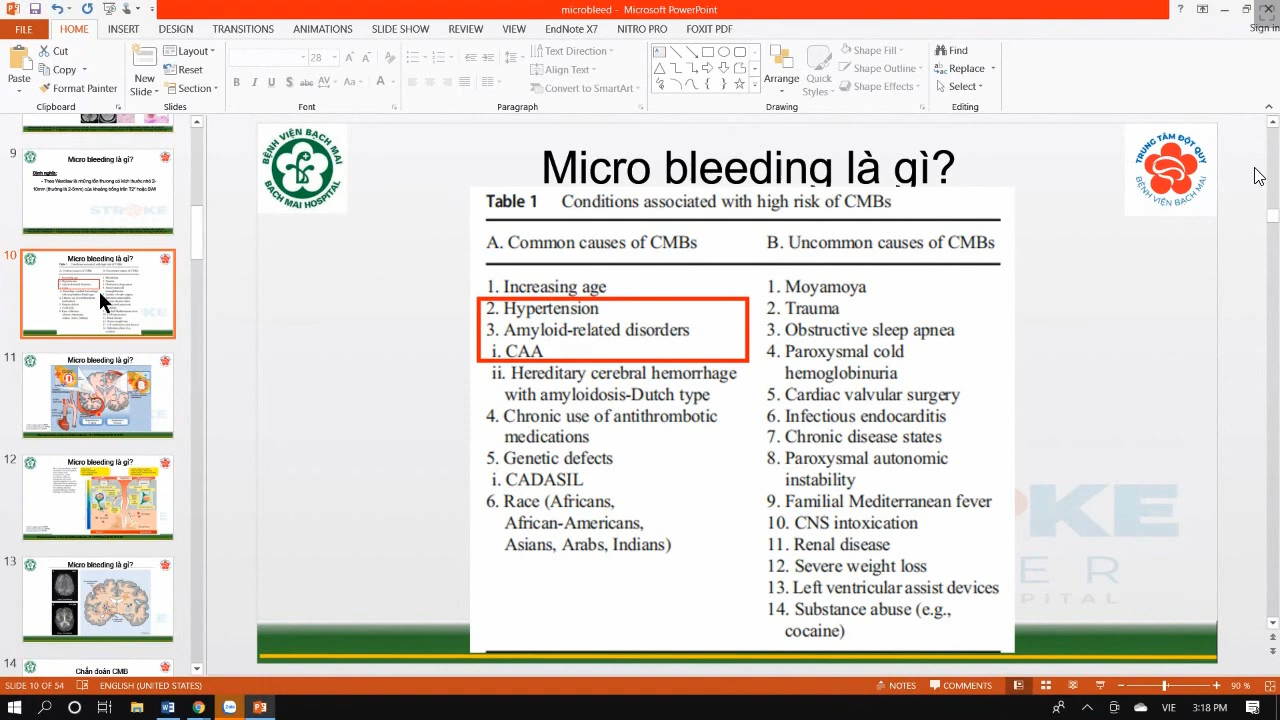 microbleed - Microsoft PowerPoint
Sign in
FILE HOME INSERT DESIGN TRANSITIONS ANIMATIONS SLIDE SHOW REVIEW VIEW EndNote X7 NITRO PRO FOXIT PDF
Paste
Cut
Copy
Format Painter
Clipboard
New
Slide
Layout
Reset
Section
Slides
28
Font
Text Direction
Align Text
Convert to SmartArt
Paragraph
Arrange
Quick
Styles
Shape Fill
Shape Outline
Shape Effects
Drawing
Find
Replace
Select
Editing
9
Micro bleeding là gì?
10
Micro bleeding là gì?
11
Micro bleeding là gì?
12
Micro bleeding là gì?
13
Micro bleeding là gì?
14
Chẩn đoán CMB
BỆNH VIỆN BẠCH MAI
BACH MAI HOSPITAL
Micro bleeding là gì?
TRUNG TÂM ĐỘT QUỴ
BỆNH VIỆN BẠCH MAI
Table 1 Conditions associated with high risk of CMBs
A. Common causes of CMBs
1. Increasing age
2. Hypertension
3. Amyloid-related disorders
i. CAA
ii. Hereditary cerebral hemorrhage
with amyloidosis-Dutch type
4. Chronic use of antithrombotic
medications
5. Genetic defects
i. CADASIL
6. Race (Africans,
African-Americans,
Asians, Arabs, Indians)
B. Uncommon causes of CMBs
1. Moyamoya
2. Trauma
3. Obstructive sleep apnea
4. Paroxysmal cold
hemoglobinuria
5. Cardiac valvular surgery
6. Infectious endocarditis
7. Chronic disease states
8. Paroxysmal autonomic
instability
9. Familial Mediterranean fever
10. CNS intoxication
11. Renal disease
12. Severe weight loss
13. Left ventricular assist devices
14. Substance abuse (e.g.,
cocaine)
SLIDE 10 OF 54 ENGLISH (UNITED STATES) NOTES COMMENTS 90 %
Zalo
VIE 3:18 PM